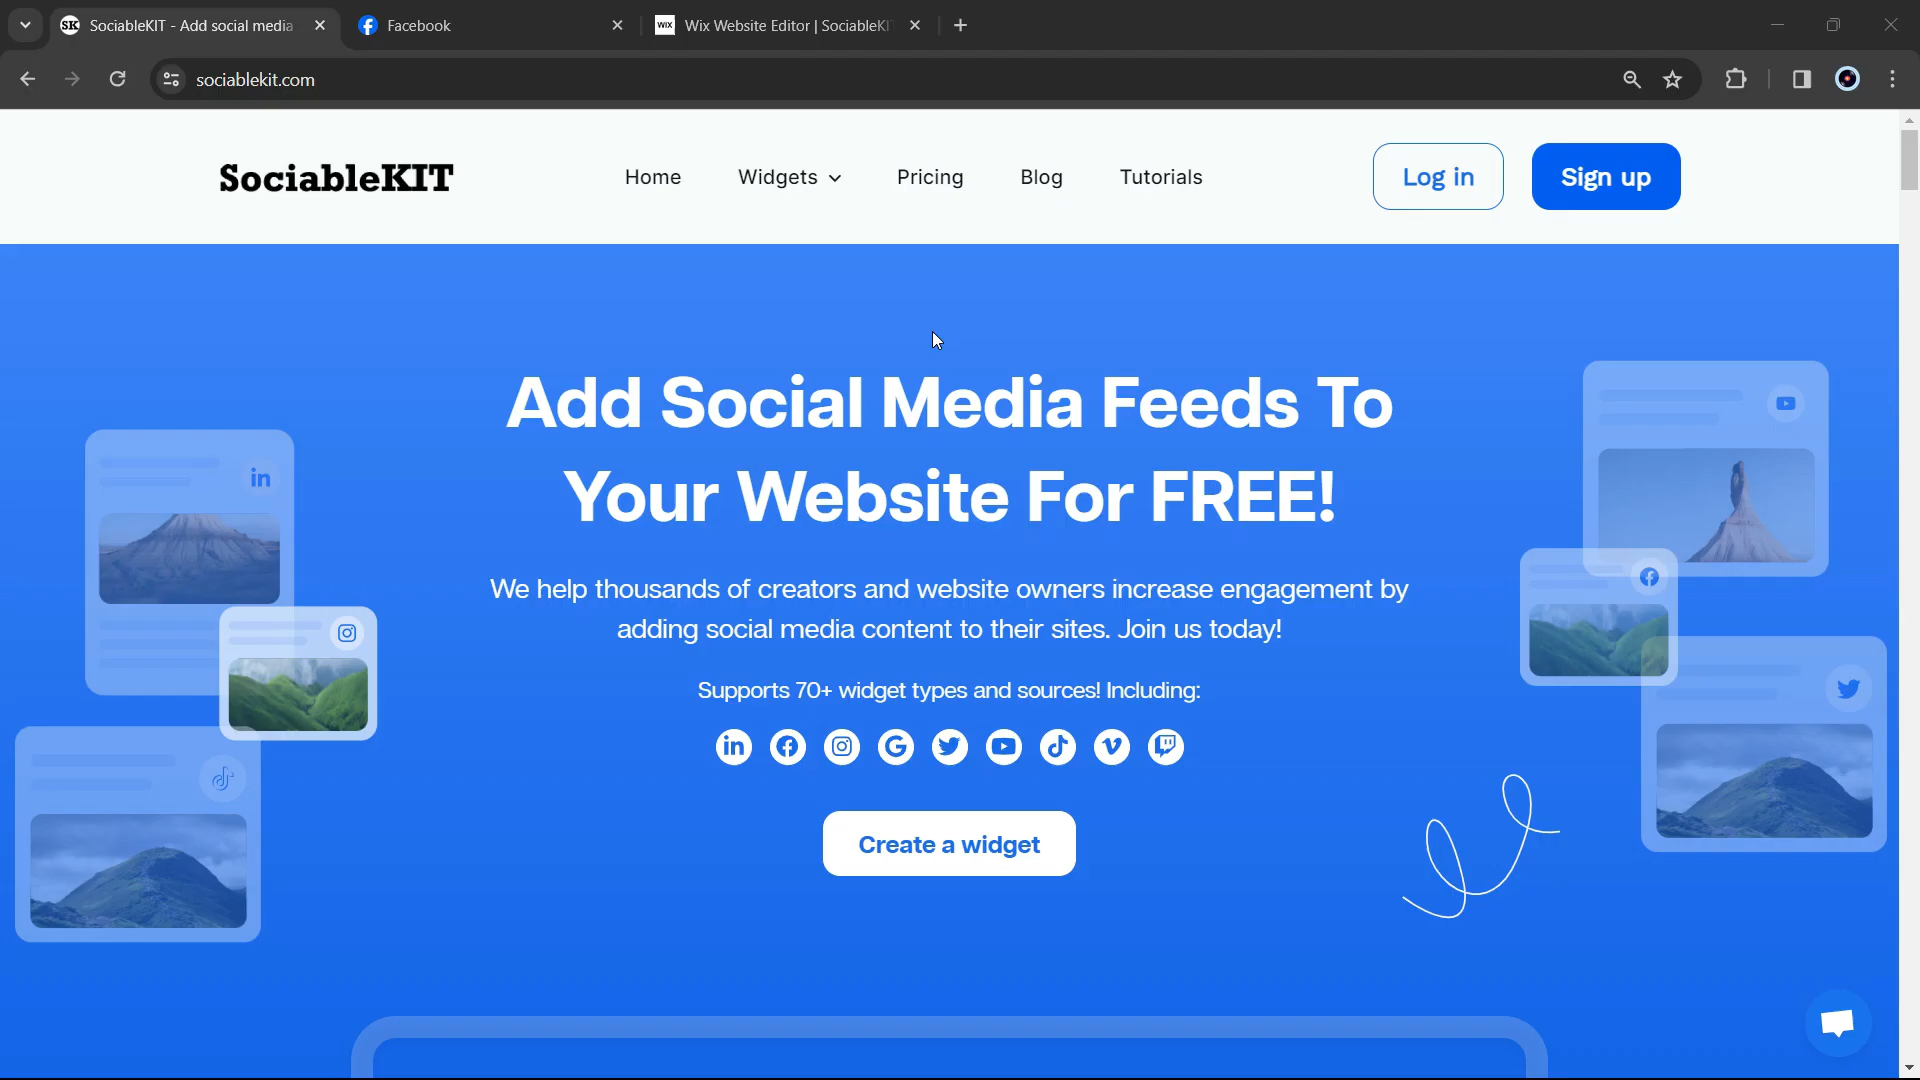 SociableKIT - Add social media
Facebook
Wix Website Editor | SociableKI
sociablekit.com
SociableKIT
Home
Widgets
Pricing
Blog
Tutorials
Log in
Sign up
Add Social Media Feeds To
Your Website For FREE!
We help thousands of creators and website owners increase engagement by
adding social media content to their sites. Join us today!
Supports 70+ widget types and sources! Including:
Create a widget